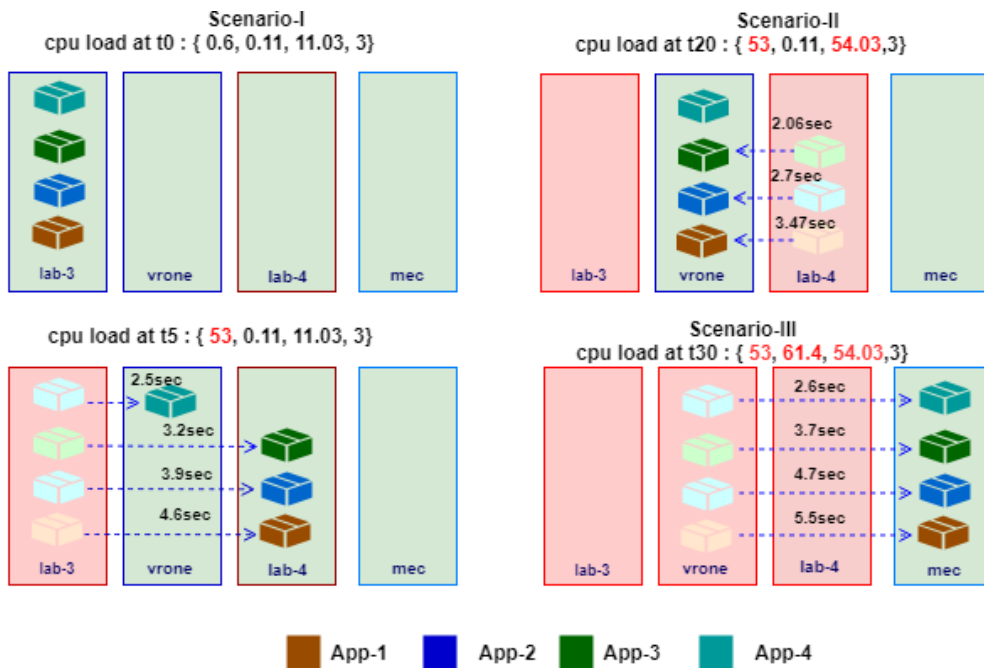 Scenario-I
cpu load at t0 : { 0.6, 0.11, 11.03, 3}
lab-3
vrone
lab-4
mec
cpu load at t5 : { 53, 0.11, 11.03, 3}
2.5sec
3.2sec
3.9sec
4.6sec
lab-3
vrone
lab-4
mec
Scenario-II
cpu load at t20 : { 53, 0.11, 54.03,3}
2.06sec
2.7sec
3.47sec
lab-3
vrone
lab-4
mec
Scenario-III
cpu load at t30 : { 53, 61.4, 54.03,3}
2.6sec
3.7sec
4.7sec
5.5sec
lab-3
vrone
lab-4
mec
App-1
App-2
App-3
App-4